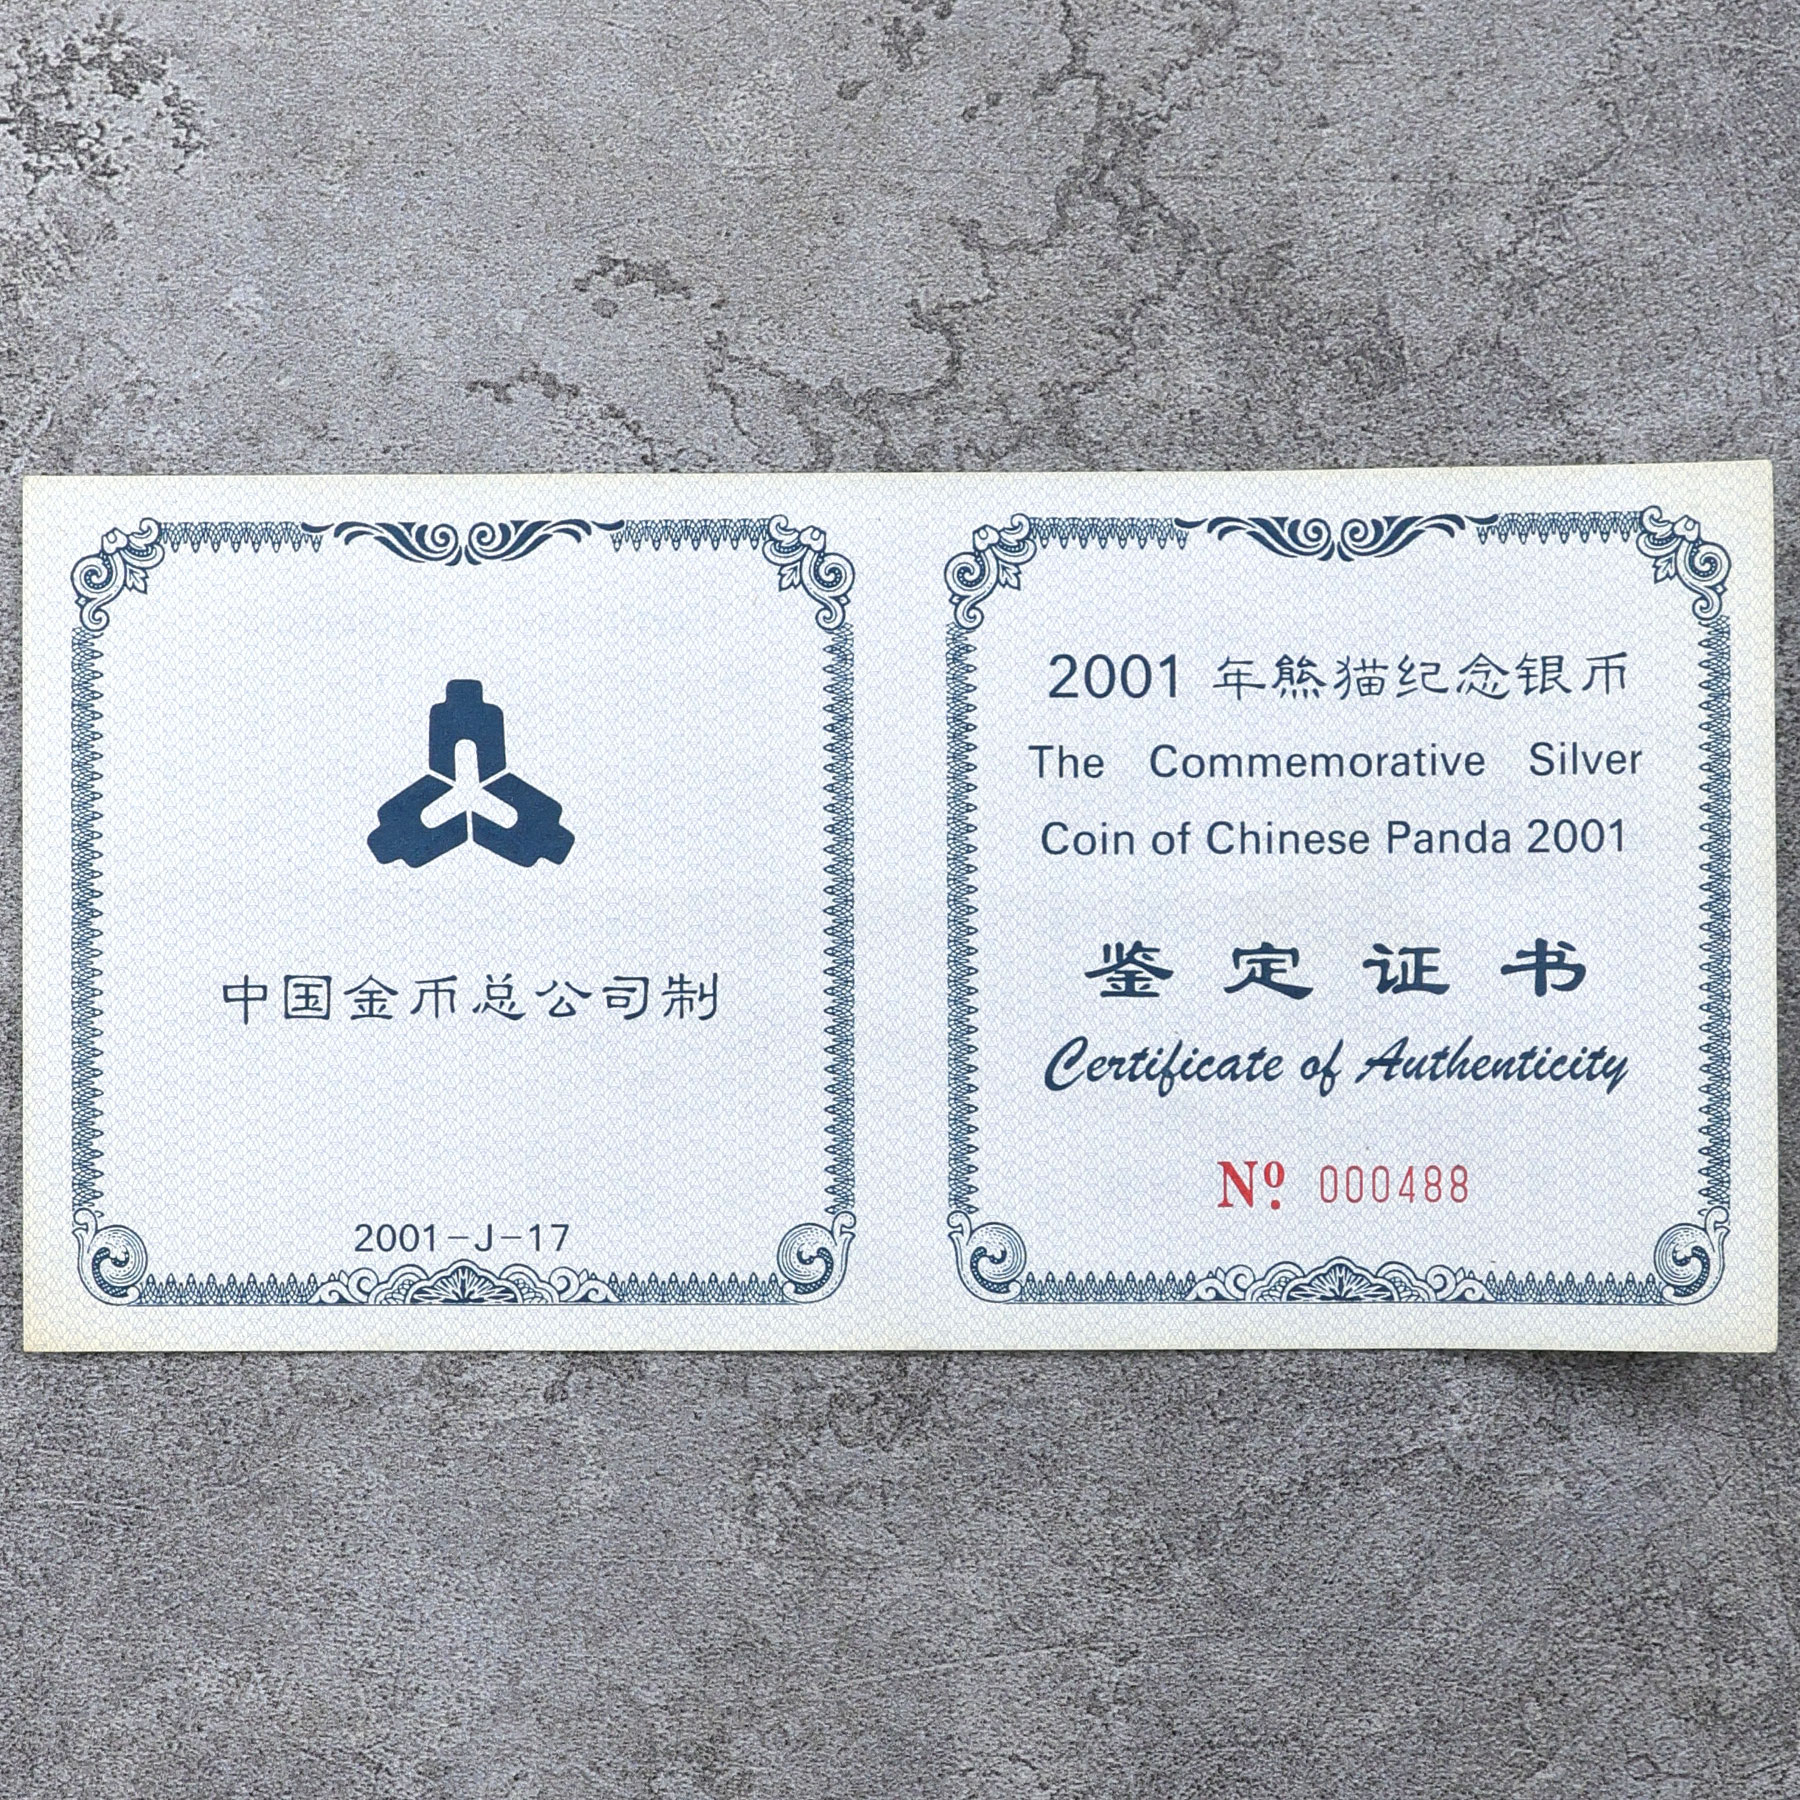 中国金币总公司制
2001-J-17
2001 年熊猫纪念银币
The Commemorative Silver
Coin of Chinese Panda 2001
鉴定证书
Certificate of Authenticity
Nº 000488